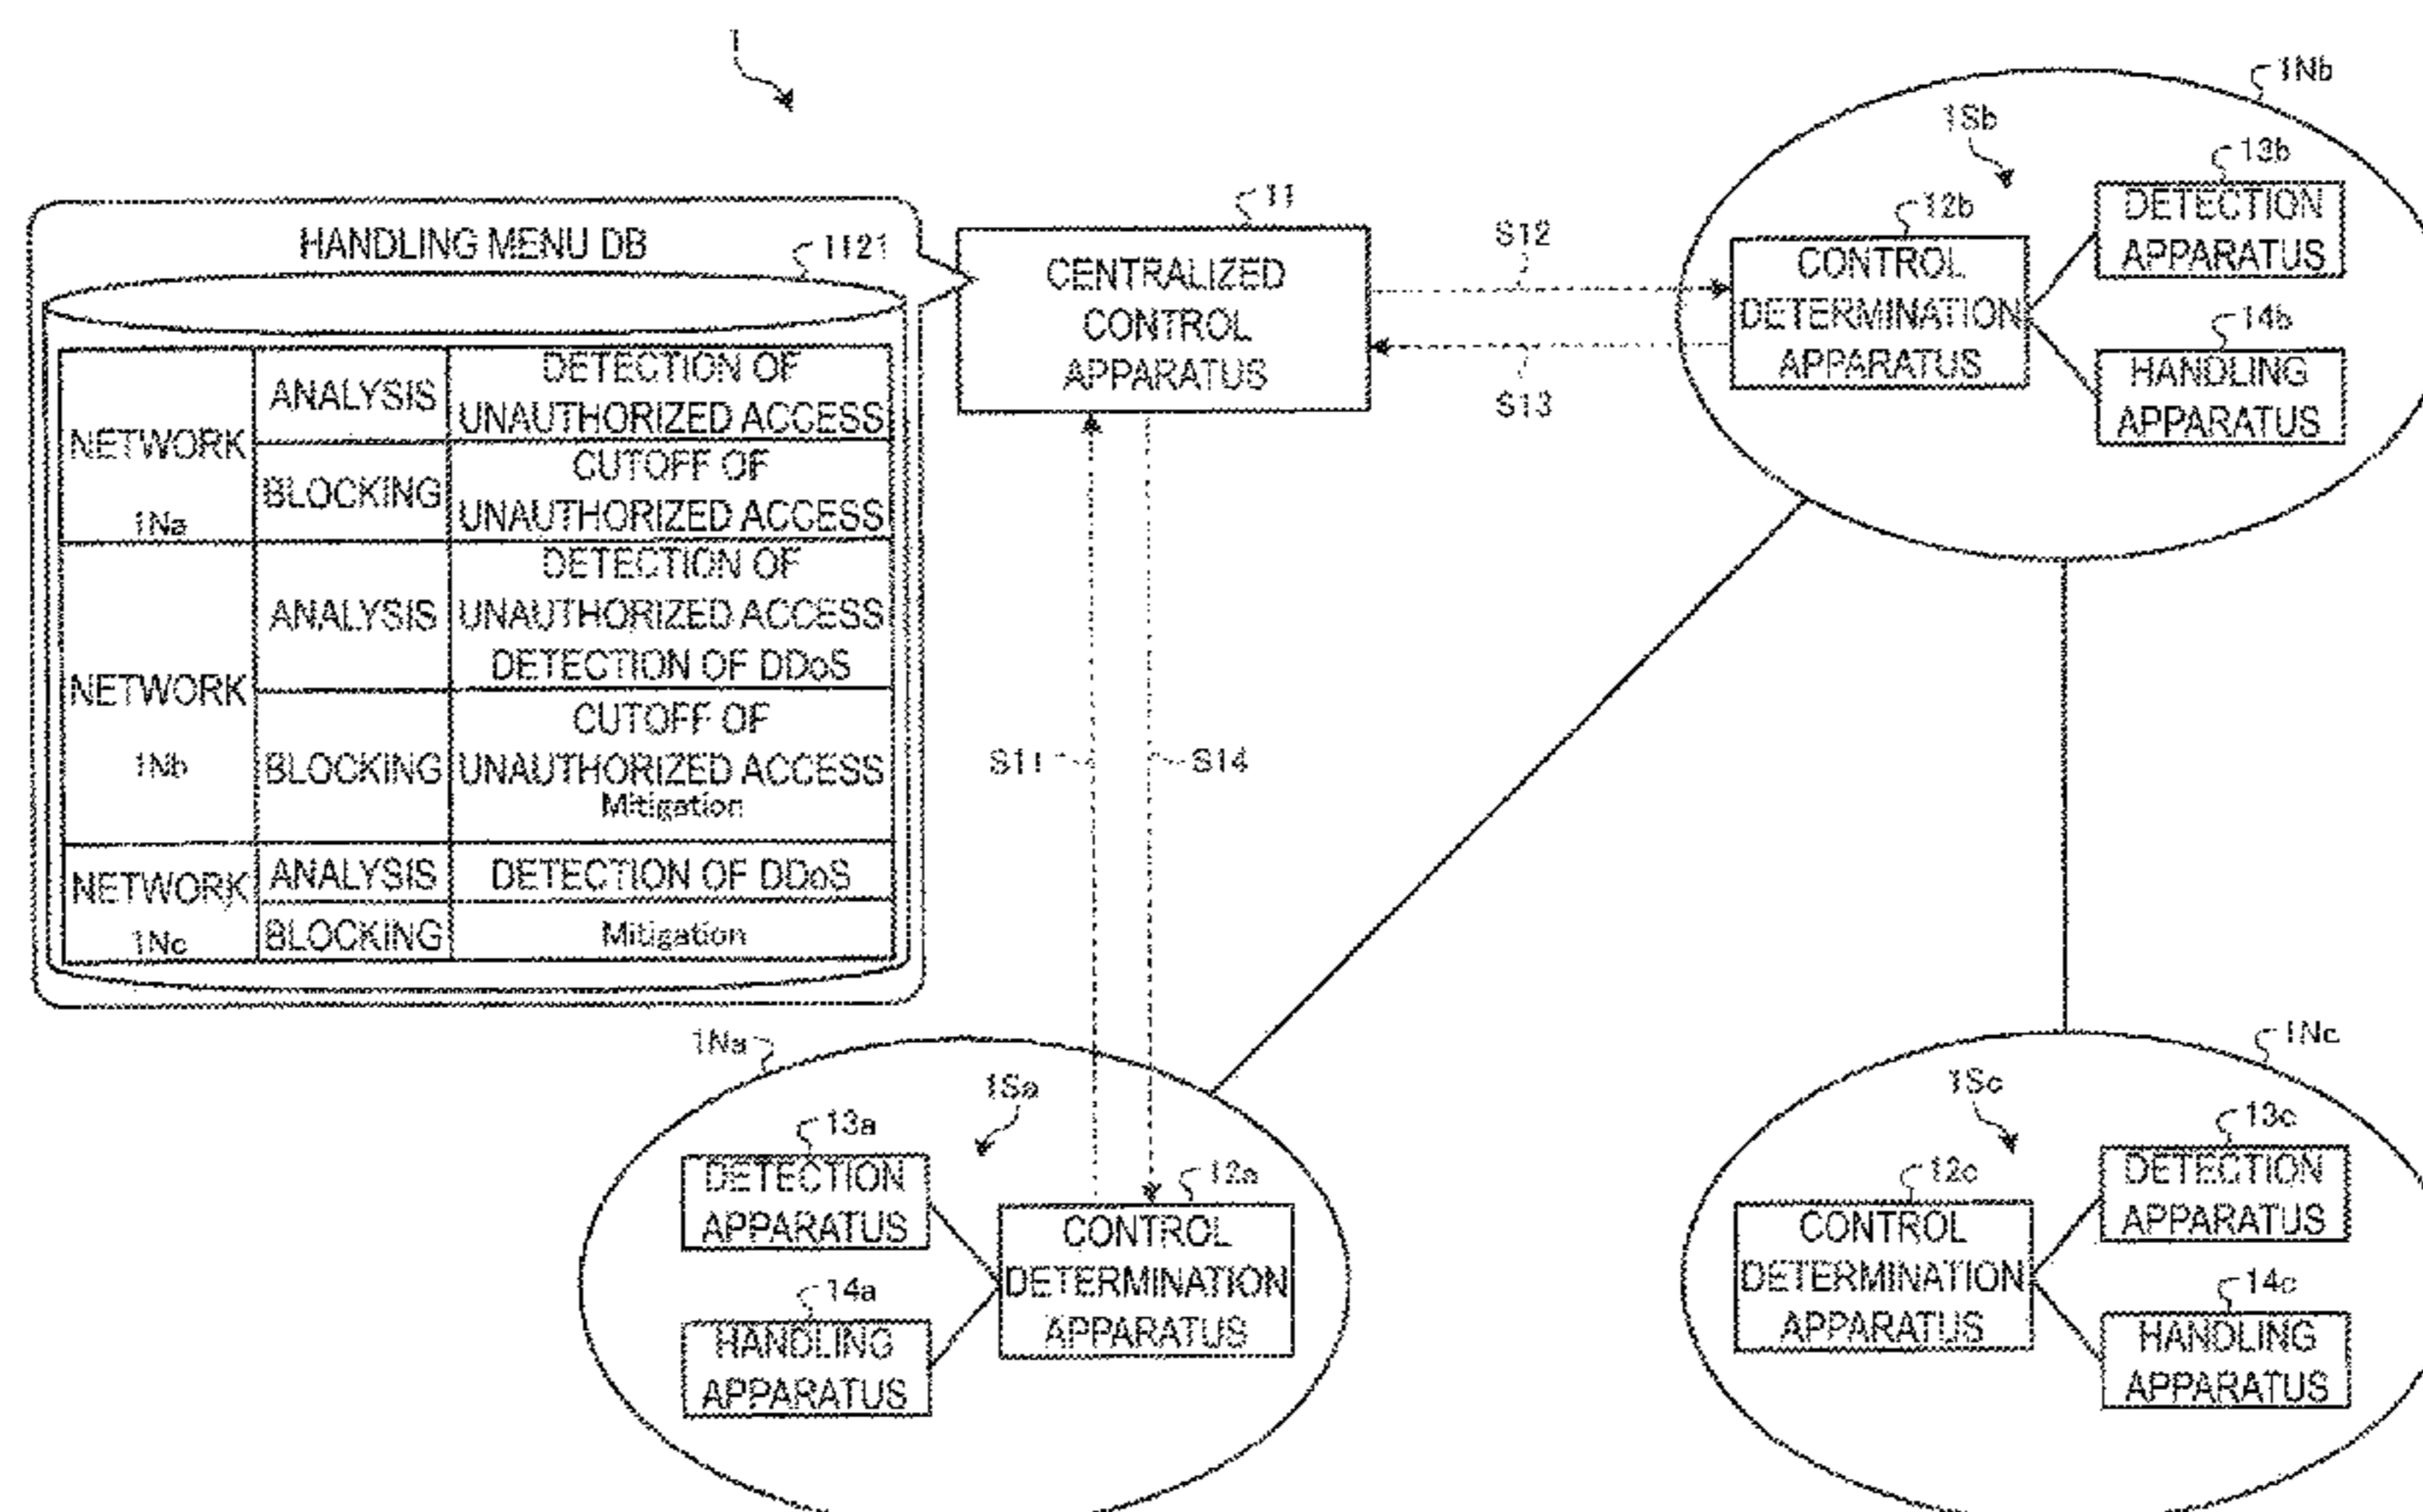 1
HANDLING MENU DB
1121
NETWORK
1Na
ANALYSIS
DETECTION OF
UNAUTHORIZED ACCESS
BLOCKING
CUTOFF OF
UNAUTHORIZED ACCESS
NETWORK
1Nb
ANALYSIS
DETECTION OF
UNAUTHORIZED ACCESS
DETECTION OF DDoS
BLOCKING
CUTOFF OF
UNAUTHORIZED ACCESS
Mitigation
NETWORK
1Nc
ANALYSIS
DETECTION OF DDoS
BLOCKING
Mitigation
11
CENTRALIZED
CONTROL
APPARATUS
S12
S13
S11
S14
1Nb
1Sb
12b
CONTROL
DETERMINATION
APPARATUS
13b
DETECTION
APPARATUS
14b
HANDLING
APPARATUS
1Na
1Sa
13a
DETECTION
APPARATUS
14a
HANDLING
APPARATUS
12a
CONTROL
DETERMINATION
APPARATUS
1Nc
1Sc
12c
CONTROL
DETERMINATION
APPARATUS
13c
DETECTION
APPARATUS
14c
HANDLING
APPARATUS